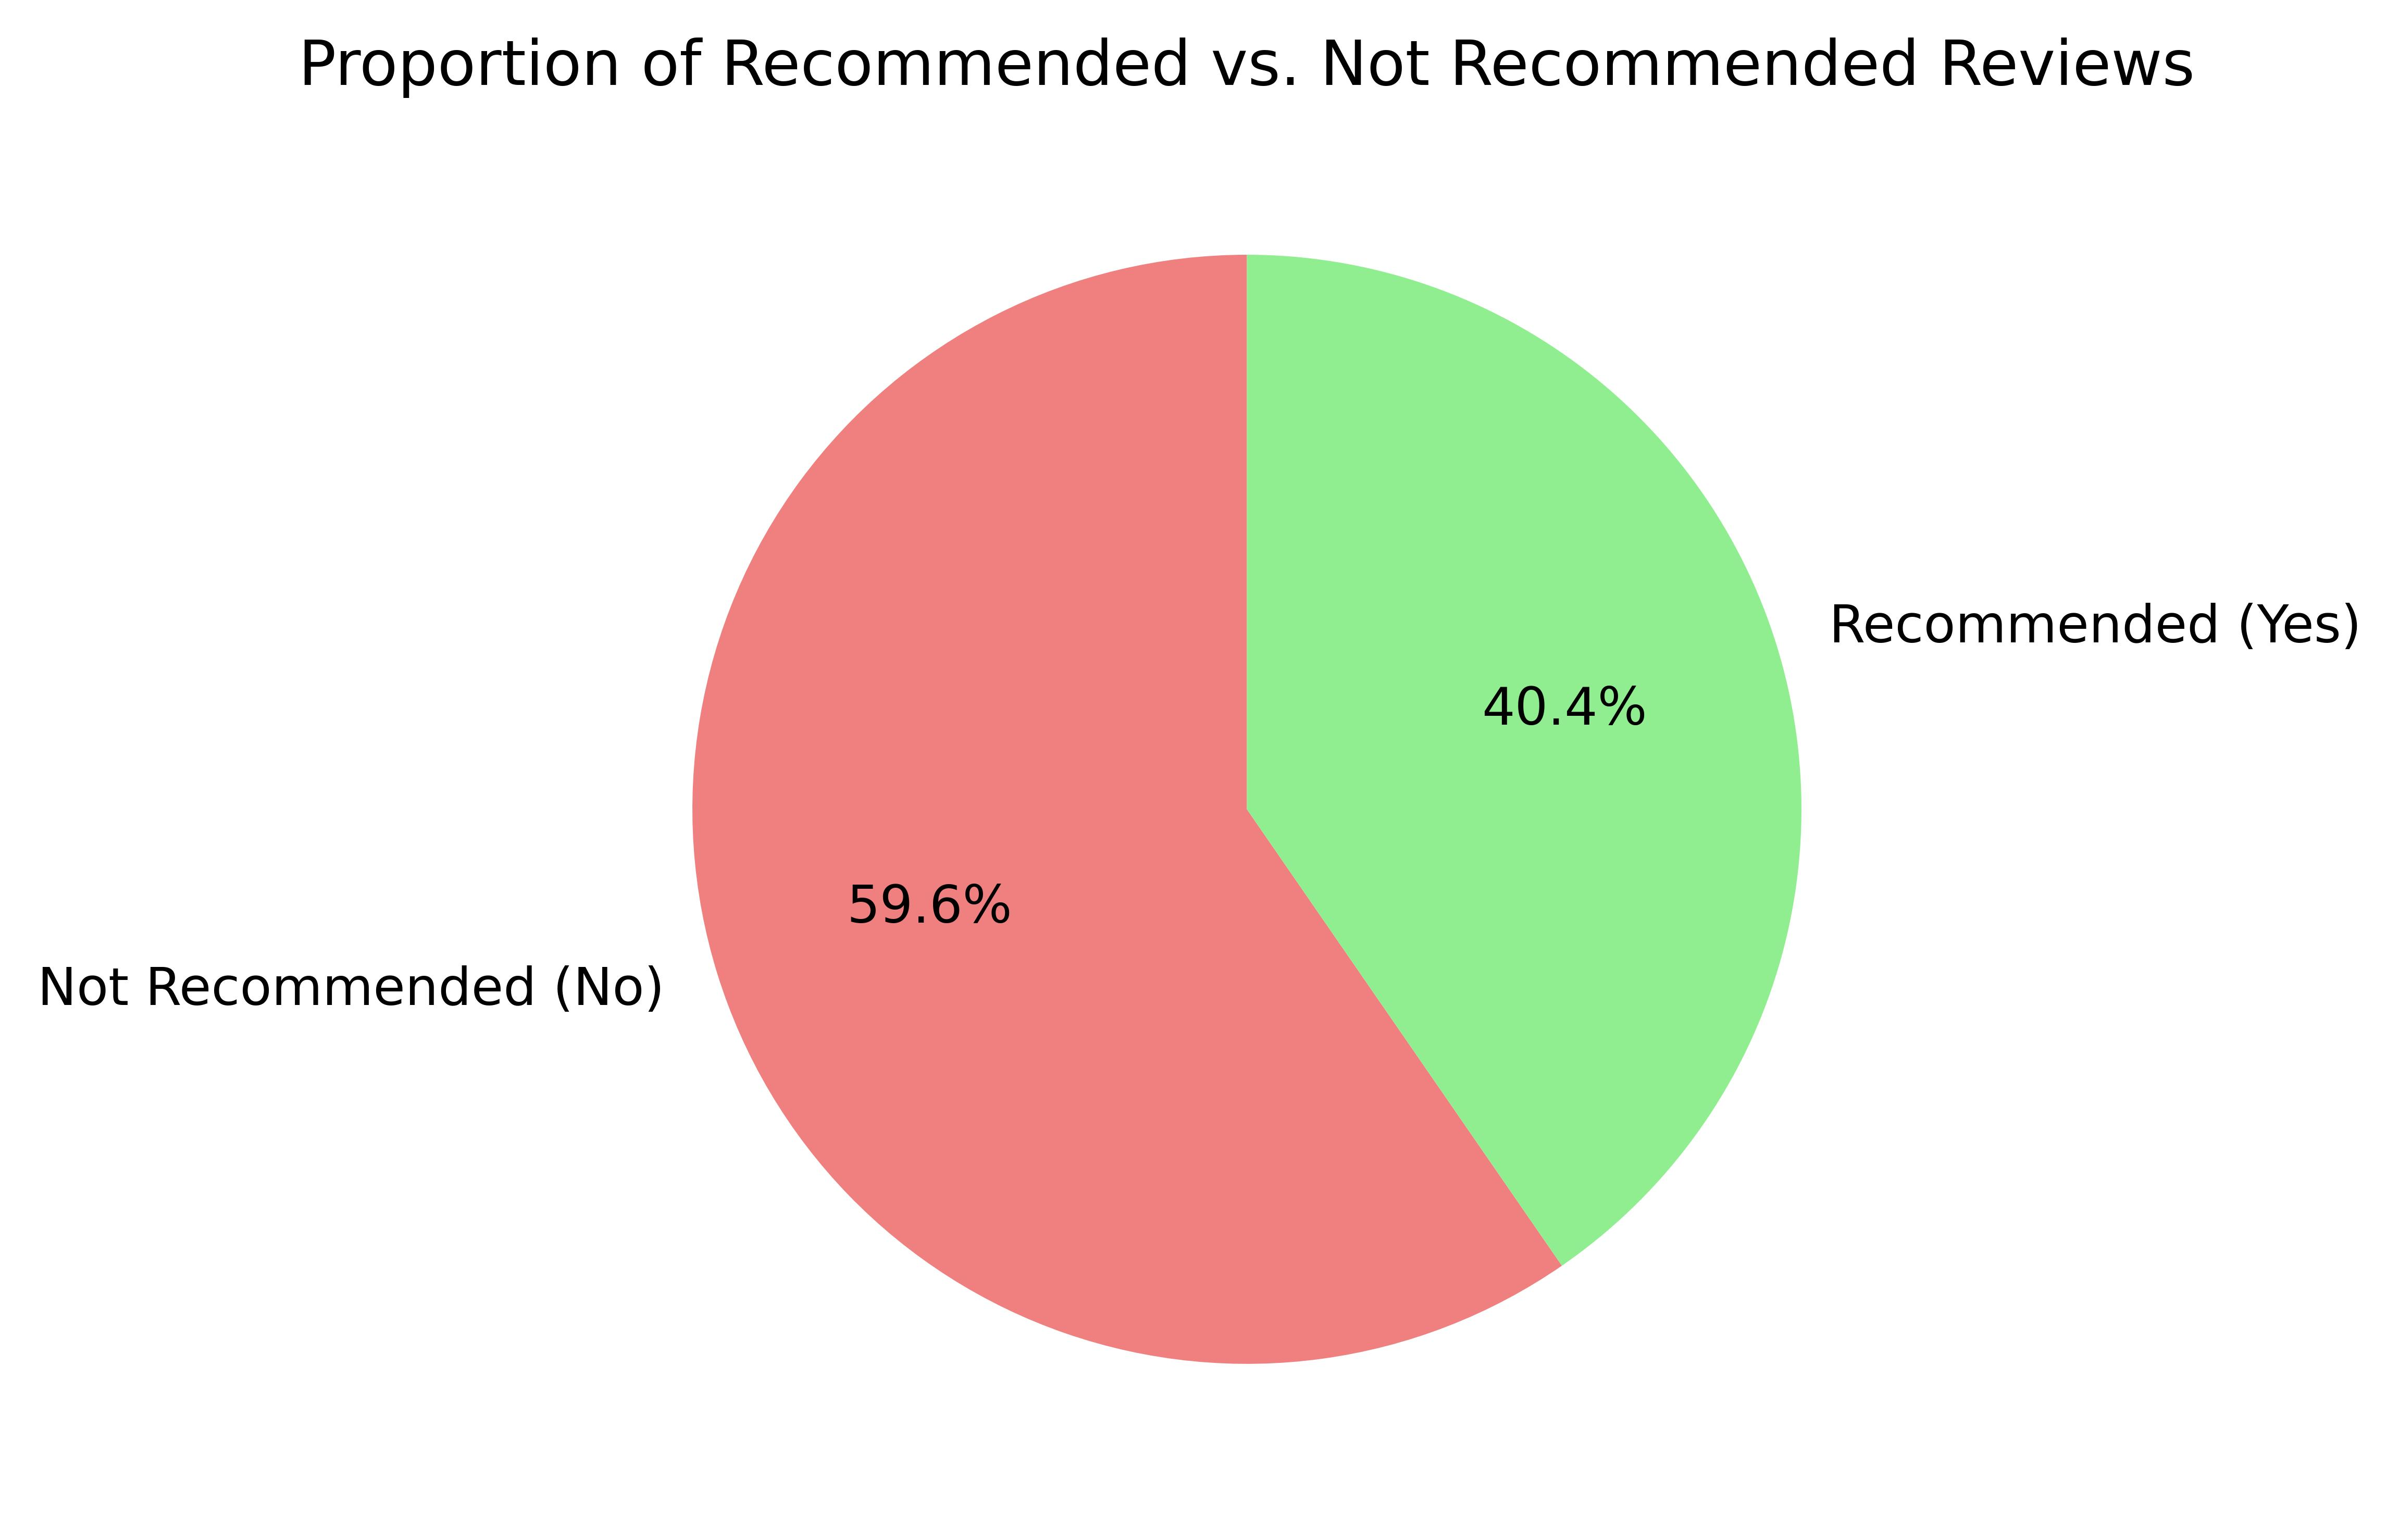 Proportion of Recommended vs. Not Recommended Reviews
Recommended (Yes)
40.4%
59.6%
Not Recommended (No)